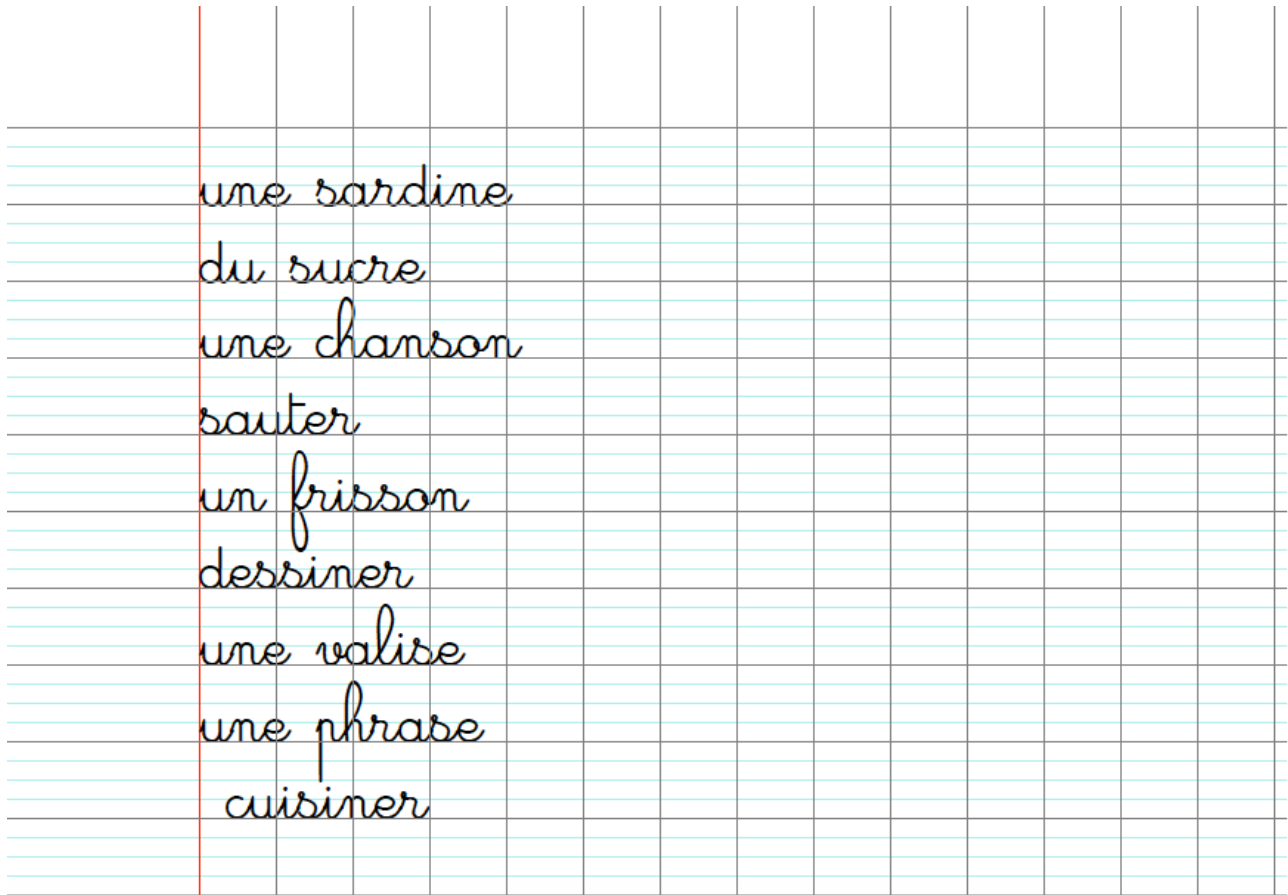 une sardine
du sucre
une chanson
sauter
un frisson
dessiner
une valise
une phrase
cuisiner